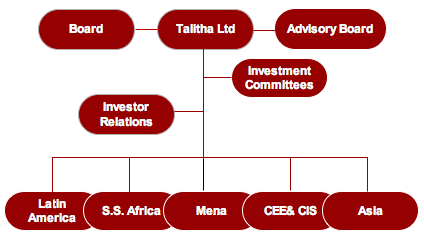 Board
Talitha Ltd
Advisory Board
Investment
Committees
Investor
Relations
Latin
America
S.S. Africa
Mena
CEE& CIS
Asia